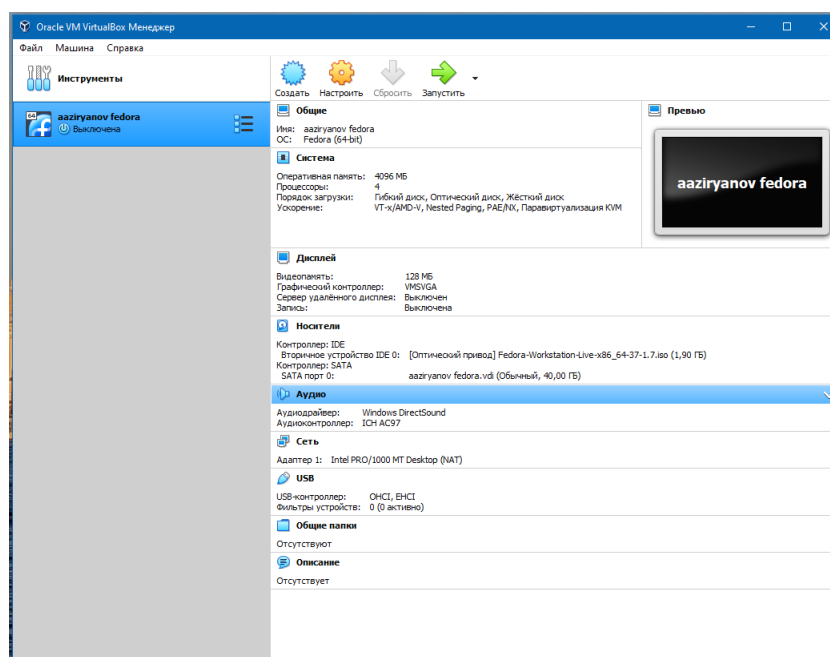 Oracle VM VirtualBox Менеджер
Файл Машина Справка
Инструменты
Создать Настроить Сбросить Запустить
64
aaziryanov fedora
Выключена
Общие
Имя: aaziryanov fedora
ОС: Fedora (64-bit)
Превью
aaziryanov fedora
Система
Оперативная память: 4096 МБ
Процессоры: 4
Порядок загрузки: Гибкий диск, Оптический диск, Жёсткий диск
Ускорение: VT-x/AMD-V, Nested Paging, PAE/NX, Паравиртуализация KVM
Дисплей
Видеопамять: 128 МБ
Графический контроллер: VMSVGA
Сервер удалённого дисплея: Выключен
Запись: Выключена
Носители
Контроллер: IDE
Вторичное устройство IDE 0: [Оптический привод] Fedora-Workstation-Live-x86_64-37-1.7.iso (1,90 ГБ)
Контроллер: SATA
SATA порт 0: aaziryanov fedora.vdi (Обычный, 40,00 ГБ)
Аудио
Аудиодрайвер: Windows DirectSound
Аудиоконтроллер: ICH AC97
Сеть
Адаптер 1: Intel PRO/1000 MT Desktop (NAT)
USB
USB-контроллер: OHCI, EHCI
Фильтры устройств: 0 (0 активно)
Общие папки
Отсутствуют
Описание
Отсутствует